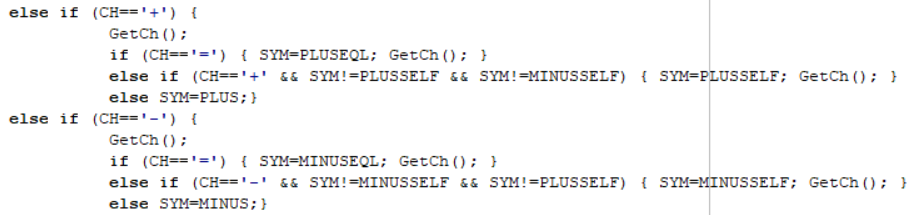 else if (CH=='+') {
GetCh();
if (CH=='=') { SYM=PLUSEQL; GetCh(); }
else if (CH=='+' && SYM!=PLUSSELF && SYM!=MINUSSELF) { SYM=PLUSSELF; GetCh(); }
else SYM=PLUS;}
else if (CH=='-') {
GetCh();
if (CH=='=') { SYM=MINUSEQL; GetCh(); }
else if (CH=='-' && SYM!=MINUSSELF && SYM!=PLUSSELF) { SYM=MINUSSELF; GetCh(); }
else SYM=MINUS;}